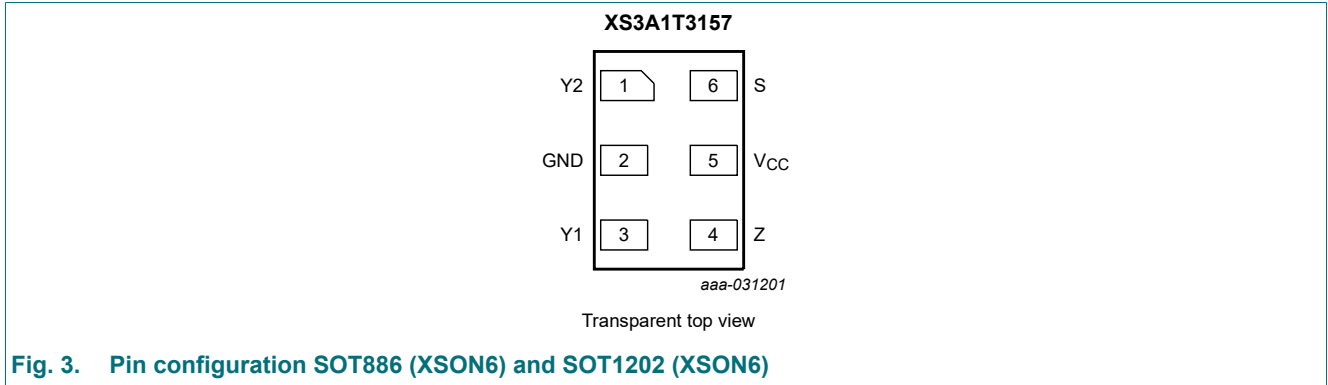 XS3A1T3157
Y2 1 6 S
GND 2 5 VCC
Y1 3 4 Z
aaa-031201
Transparent top view
Fig. 3. Pin configuration SOT886 (XSON6) and SOT1202 (XSON6)